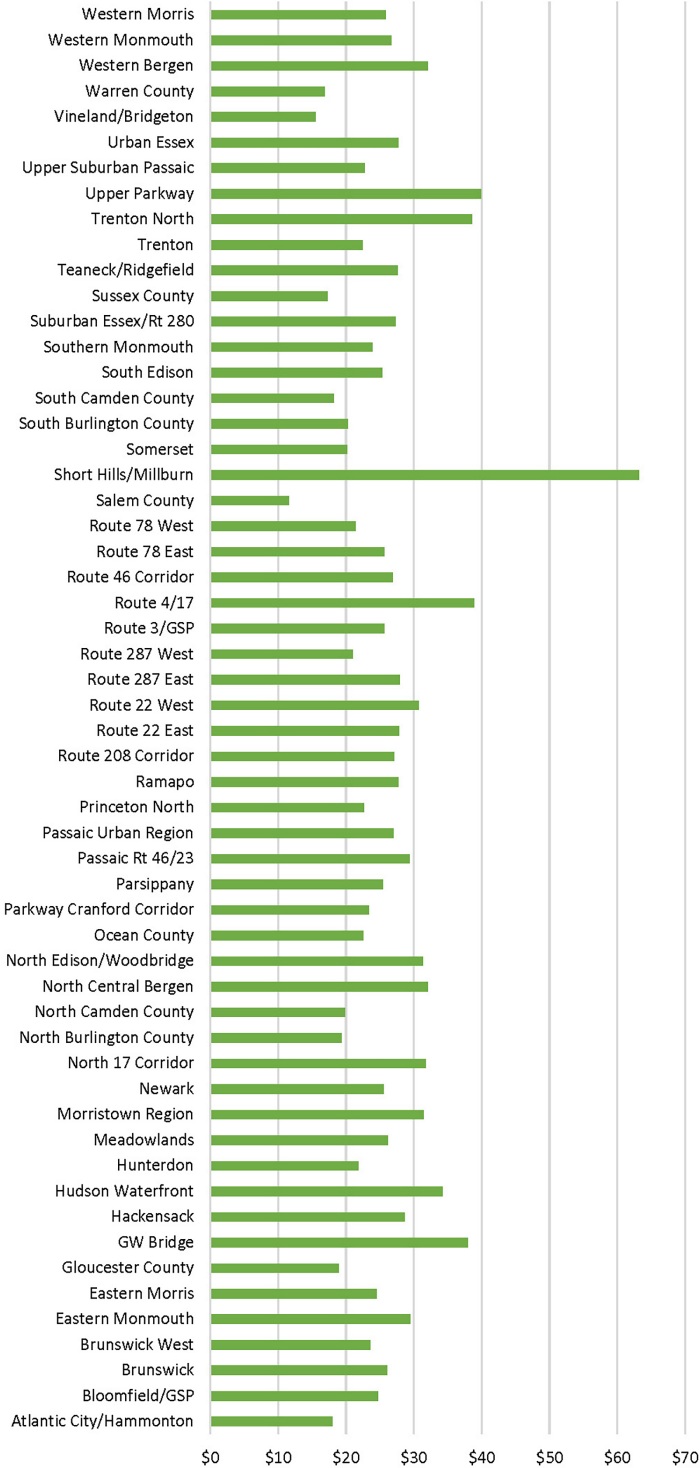 Western Morris
Western Monmouth
Western Bergen
Warren County
Vineland/Bridgeton
Urban Essex
Upper Suburban Passaic
Upper Parkway
Trenton North
Trenton
Teaneck/Ridgefield
Sussex County
Suburban Essex/Rt 280
Southern Monmouth
South Edison
South Camden County
South Burlington County
Somerset
Short Hills/Millburn
Salem County
Route 78 West
Route 78 East
Route 46 Corridor
Route 4/17
Route 3/GSP
Route 287 West
Route 287 East
Route 22 West
Route 22 East
Route 208 Corridor
Ramapo
Princeton North
Passaic Urban Region
Passaic Rt 46/23
Parsippany
Parkway Cranford Corridor
Ocean County
North Edison/Woodbridge
North Central Bergen
North Camden County
North Burlington County
North 17 Corridor
Newark
Morristown Region
Meadowlands
Hunterdon
Hudson Waterfront
Hackensack
GW Bridge
Gloucester County
Eastern Morris
Eastern Monmouth
Brunswick West
Brunswick
Bloomfield/GSP
Atlantic City/Hammonton
$0 $10 $20 $30 $40 $50 $60 $70